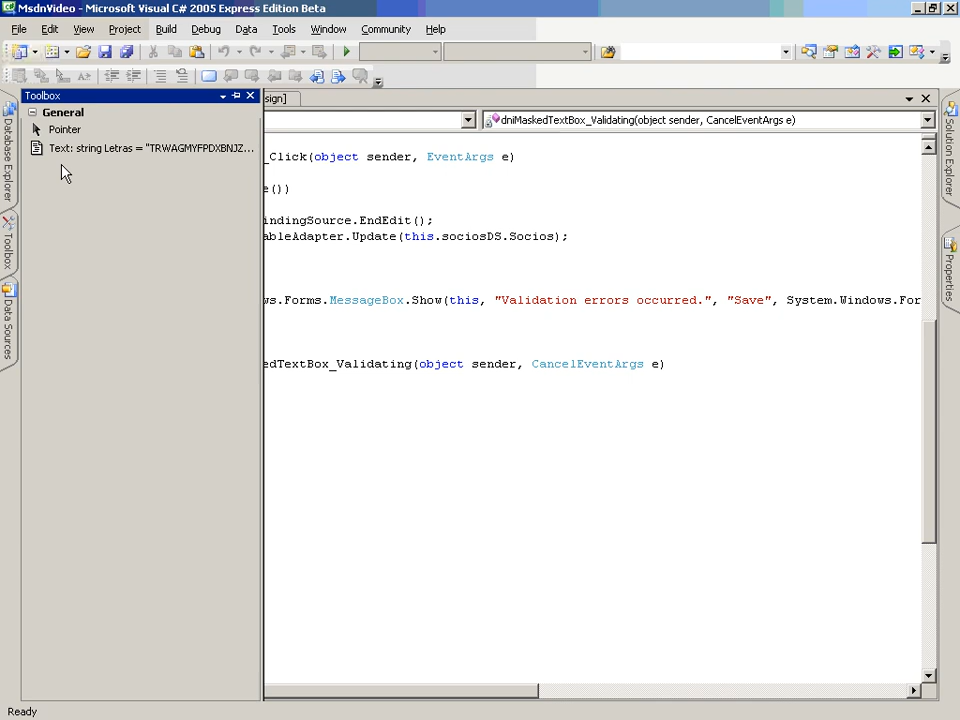 MsdnVideo - Microsoft Visual C# 2005 Express Edition Beta
File Edit View Project Build Debug Data Tools Window Community Help
Toolbox
sign]
General
dniMaskedTextBox_Validating(object sender, CancelEventArgs e)
Pointer
Text: string Letras = "TRWAGMYFPDXBNJZ...
_Click(object sender, EventArgs e)
e())
indingSource.EndEdit();
ableAdapter.Update(this.sociosDS.Socios);
ws.Forms.MessageBox.Show(this, "Validation errors occurred.", "Save", System.Windows.For
edTextBox_Validating(object sender, CancelEventArgs e)
Database Explorer
Toolbox
Data Sources
Solution Explorer
Properties
Ready